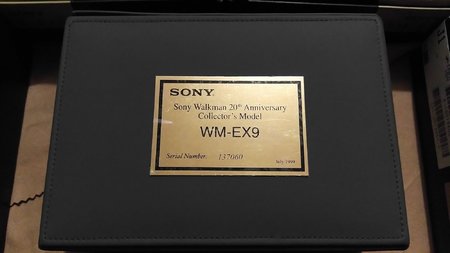 SONY
Sony Walkman 20th Anniversary
Collector's Model
WM-EX9
Serial Number. 137060
July 1999